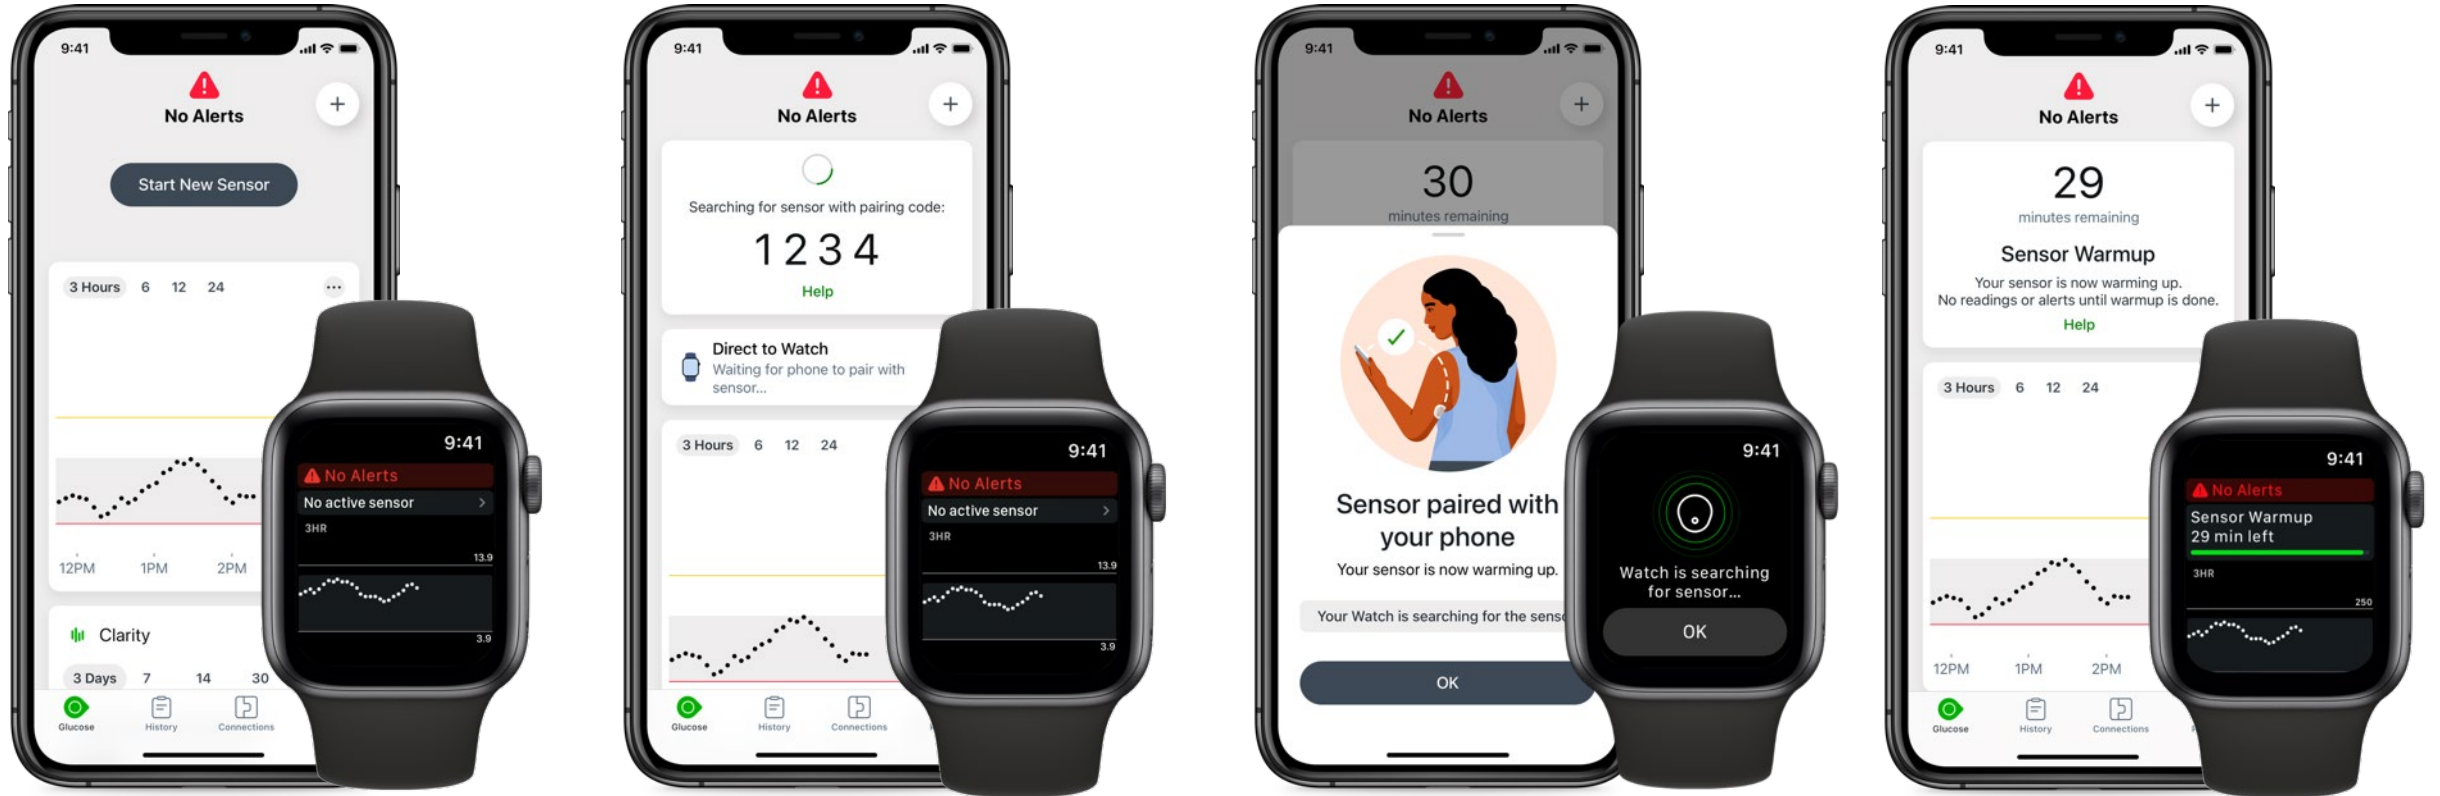 9:41
No Alerts
+
Start New Sensor
3 Hours 6 12 24 ...
12PM 1PM 2PM
Clarity
3 Days 7 14 30
Glucose History Connections
9:41
No Alerts
No active sensor >
3HR
13.9
3.9
9:41
No Alerts
+
Searching for sensor with pairing code:
1234
Help
Direct to Watch
Waiting for phone to pair with
sensor...
3 Hours 6 12 24
Glucose History Connections
9:41
No Alerts
No active sensor >
3HR
13.9
3.9
9:41
No Alerts
+
30
minutes remaining
Sensor paired with
your phone
Your sensor is now warming up.
Your Watch is searching for the
OK
9:41
Watch is searching
for sensor...
OK
9:41
No Alerts
+
29
minutes remaining
Sensor Warmup
Your sensor is now warming up.
No readings or alerts until warmup is done.
Help
3 Hours 6 12 24
12PM 1PM 2PM
Glucose History Connections
9:41
No Alerts
Sensor Warmup
29 min left
3HR
250